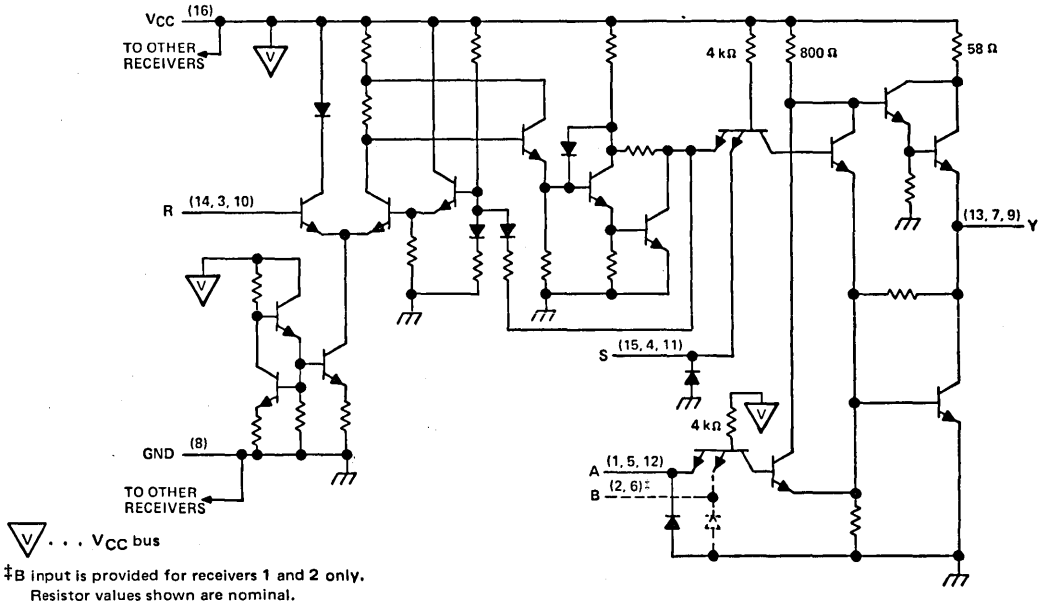 VCC (16)
TO OTHER
RECEIVERS
V
4 kΩ
800 Ω
58 Ω
R (14, 3, 10)
(13, 7, 9) Y
V
S (15, 4, 11)
V
4 kΩ
GND (8)
A (1, 5, 12)
B (2, 6)‡
TO OTHER
RECEIVERS
V ... VCC bus
‡B input is provided for receivers 1 and 2 only.
Resistor values shown are nominal.